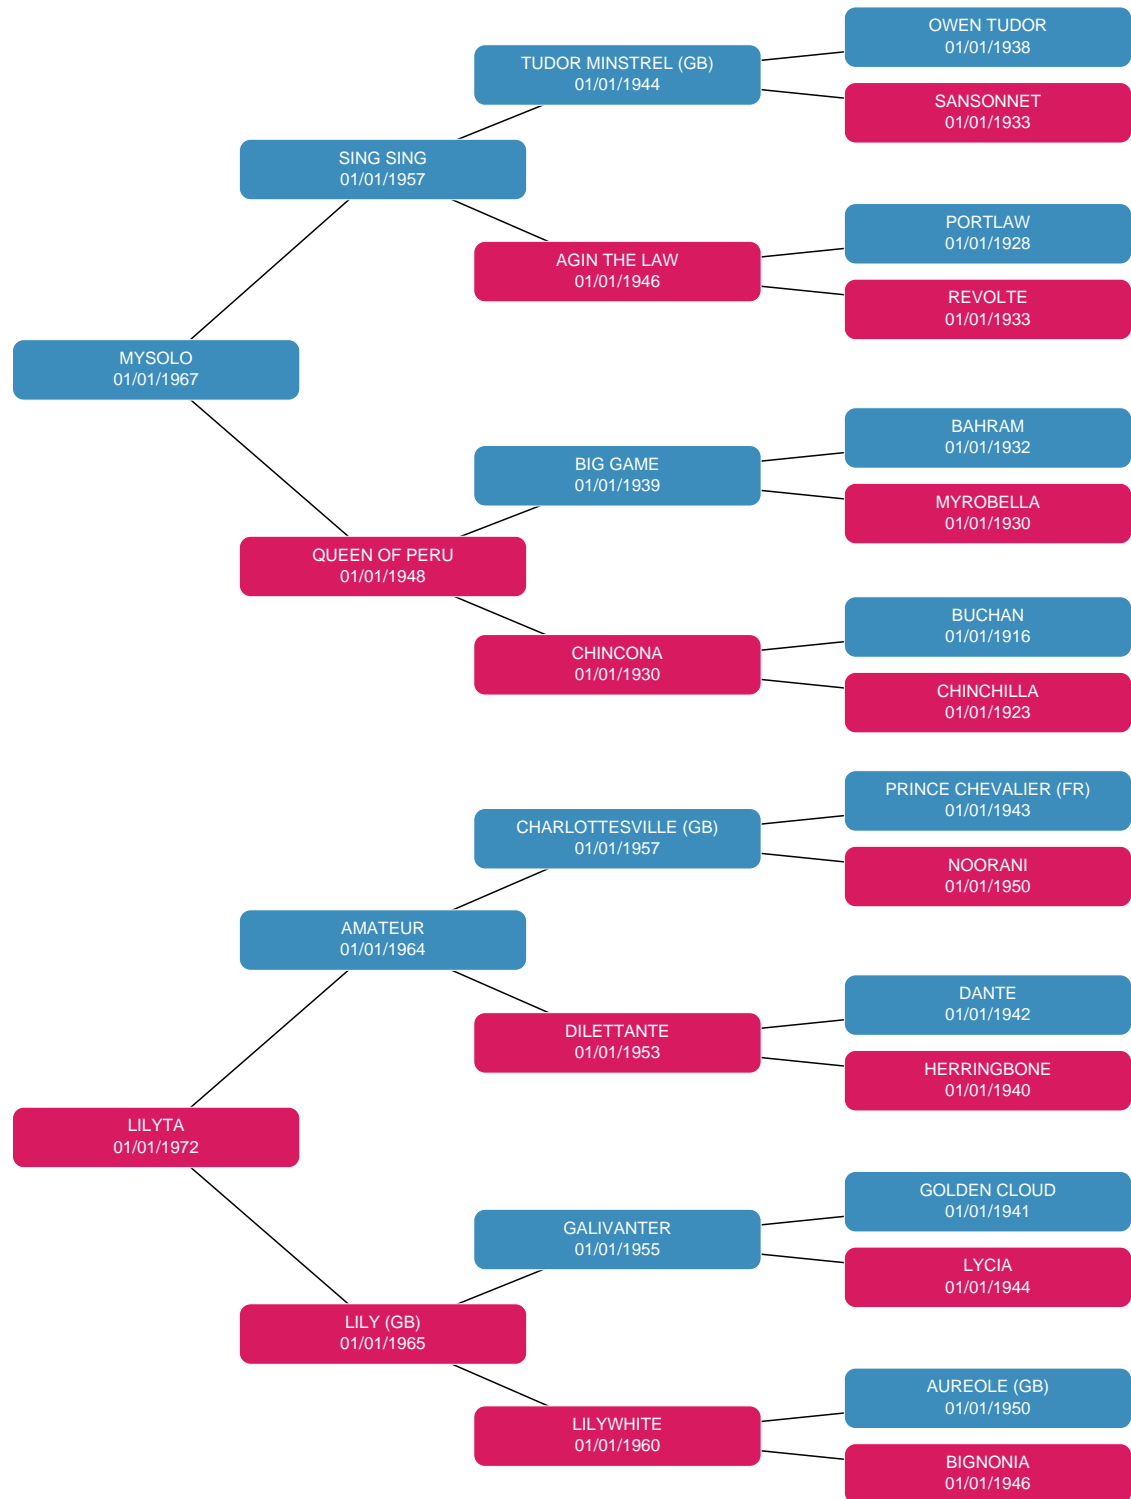 OWEN TUDOR
01/01/1938
TUDOR MINSTREL (GB)
01/01/1944
SANSONNET
01/01/1933
SING SING
01/01/1957
PORTLAW
01/01/1928
AGIN THE LAW
01/01/1946
REVOLTE
01/01/1933
MYSOLO
01/01/1967
BAHRAM
01/01/1932
BIG GAME
01/01/1939
MYROBELLA
01/01/1930
QUEEN OF PERU
01/01/1948
BUCHAN
01/01/1916
CHINCONA
01/01/1930
CHINCHILLA
01/01/1923
PRINCE CHEVALIER (FR)
01/01/1943
CHARLOTTESVILLE (GB)
01/01/1957
NOORANI
01/01/1950
AMATEUR
01/01/1964
DANTE
01/01/1942
DILETTANTE
01/01/1953
HERRINGBONE
01/01/1940
LILYTA
01/01/1972
GOLDEN CLOUD
01/01/1941
GALIVANTER
01/01/1955
LYCIA
01/01/1944
LILY (GB)
01/01/1965
AUREOLE (GB)
01/01/1950
LILYWHITE
01/01/1960
BIGNONIA
01/01/1946